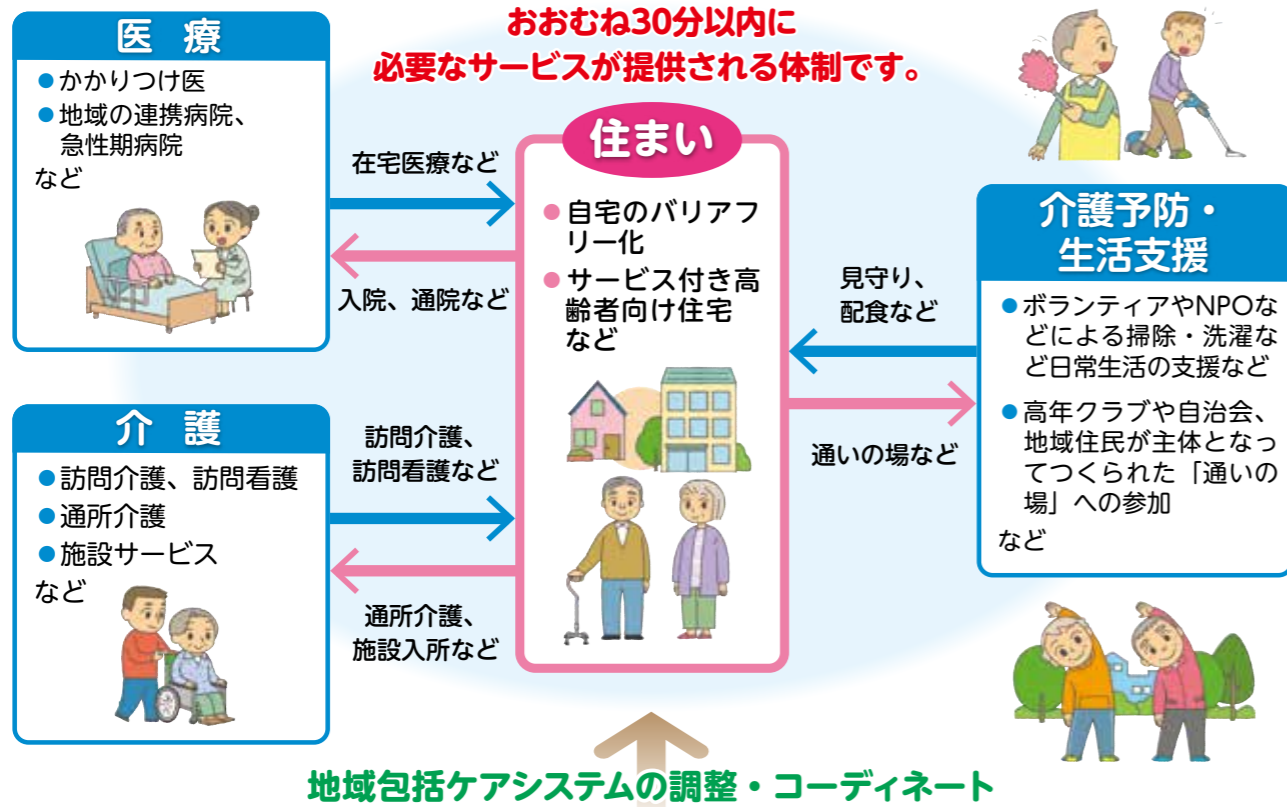 おおむね30分以内に
必要なサービスが提供される体制です。
医 療
●かかりつけ医
●地域の連携病院、
急性期病院
など
在宅医療など
入院、通院など
住まい
●自宅のバリアフ
リー化
●サービス付き高
齢者向け住宅
など
見守り、
配食など
通いの場など
介護予防・
生活支援
●ボランティアやNPOな
どによる掃除・洗濯な
ど日常生活の支援など
●高年クラブや自治会、
地域住民が主体となっ
てつくられた「通いの
場」への参加
など
介 護
●訪問介護、訪問看護
●通所介護
●施設サービス
など
訪問介護、
訪問看護など
通所介護、
施設入所など
地域包括ケアシステムの調整・コーディネート